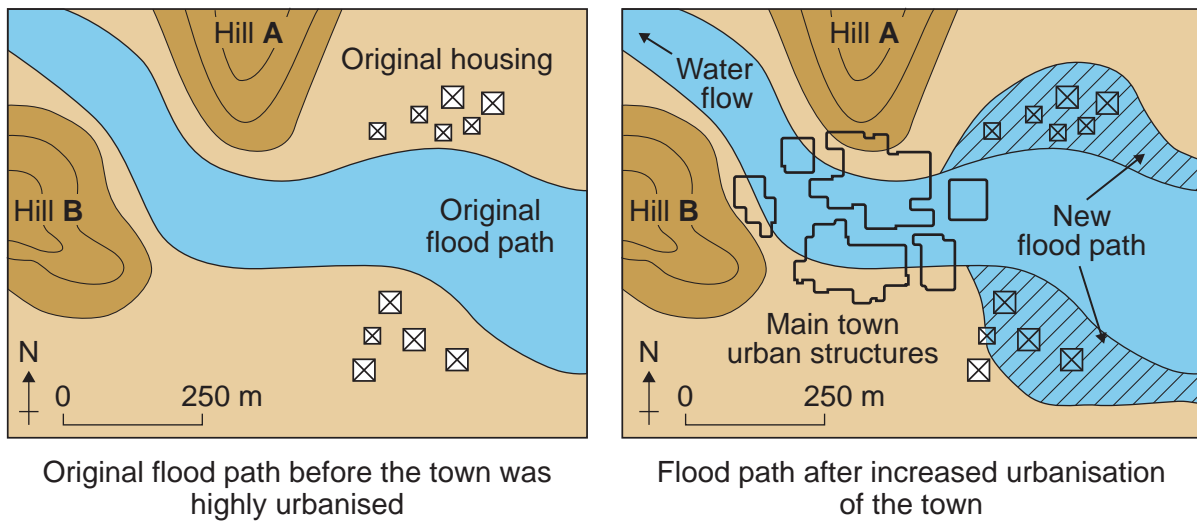 Hill A
Original housing
Hill B
Original
flood path
N
0
250 m
Original flood path before the town was
highly urbanised
Hill A
Water
flow
Hill B
New
flood path
Main town
urban structures
N
0
250 m
Flood path after increased urbanisation
of the town